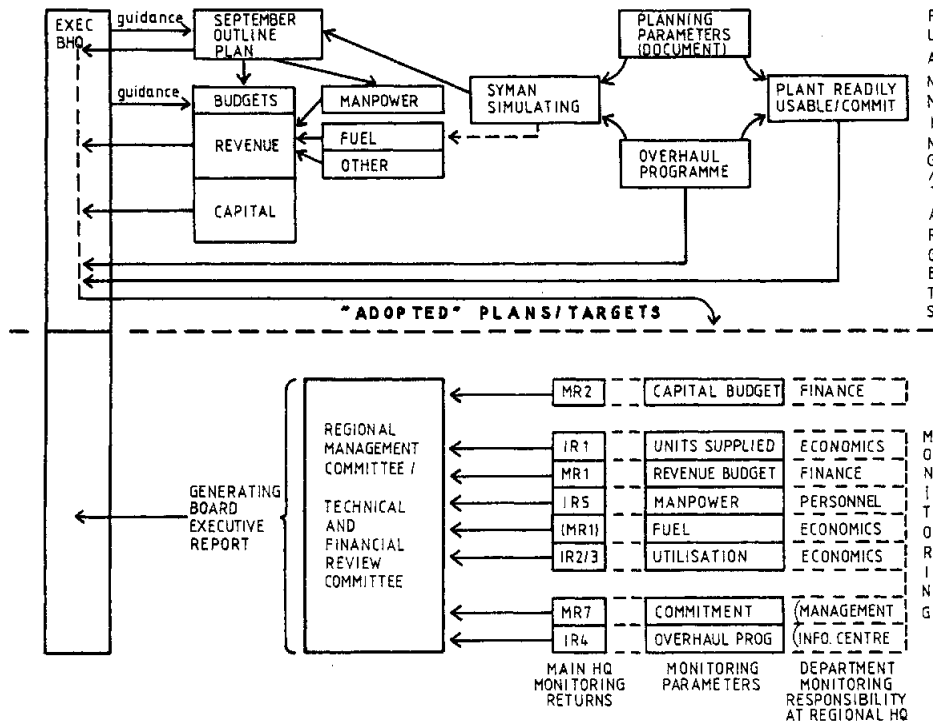 EXEC
BHQ
guidance
SEPTEMBER
OUTLINE
PLAN
guidance
BUDGETS
REVENUE
CAPITAL
MANPOWER
FUEL
OTHER
SYMAN
SIMULATING
PLANNING
PARAMETERS
(DOCUMENT)
PLANT READILY
USABLE/COMMIT
OVERHAUL
PROGRAMME
"ADOPTED" PLANS/TARGETS
GENERATING
BOARD
EXECUTIVE
REPORT
REGIONAL
MANAGEMENT
COMMITTEE /
TECHNICAL
AND
FINANCIAL
REVIEW
COMMITTEE
MR2 CAPITAL BUDGET FINANCE
IR1 UNITS SUPPLIED ECONOMICS
MR1 REVENUE BUDGET FINANCE
IR5 MANPOWER PERSONNEL
(MR1) FUEL ECONOMICS
IR2/3 UTILISATION ECONOMICS
MR7 COMMITMENT (MANAGEMENT
IR4 OVERHAUL PROG (INFO. CENTRE
MAIN HQ
MONITORING
RETURNS
MONITORING
PARAMETERS
DEPARTMENT
MONITORING
RESPONSIBILITY
AT REGIONAL HQ
MONITORING